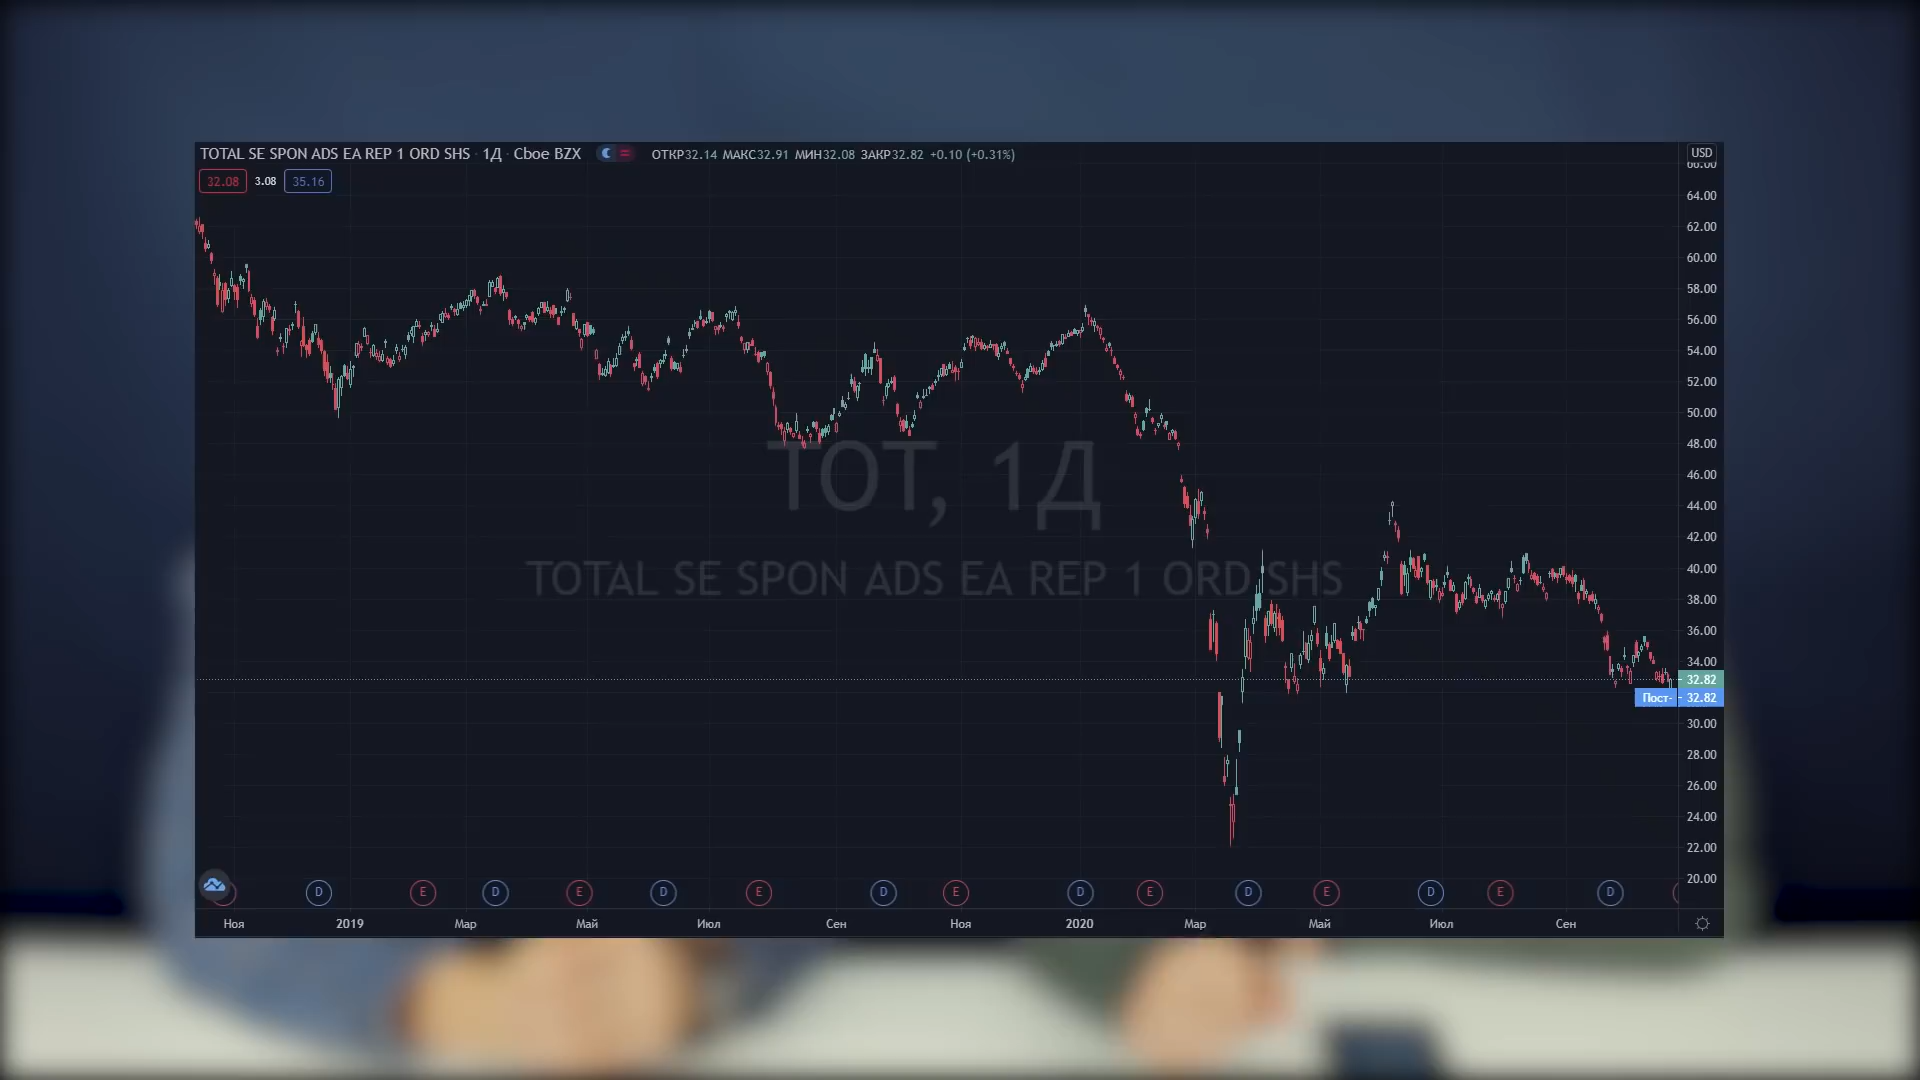 TOTAL SE SPON ADS EA REP 1 ORD SHS · 1Д · Cboe BZX
ОТКР32.14 МАКС32.91 МИН32.08 ЗАКР32.82 +0.10 (+0.31%)
USD
32.08 3.08 35.16
66.00
64.00
62.00
60.00
58.00
56.00
54.00
52.00
50.00
48.00
46.00
44.00
42.00
40.00
38.00
36.00
34.00
32.82
Пост- 32.82
30.00
28.00
26.00
24.00
22.00
20.00
TOT, 1Д
TOTAL SE SPON ADS EA REP 1 ORD SHS
D E D E D E D E D E D E D E D
Ноя 2019 Мар Май Июл Сен Ноя 2020 Мар Май Июл Сен